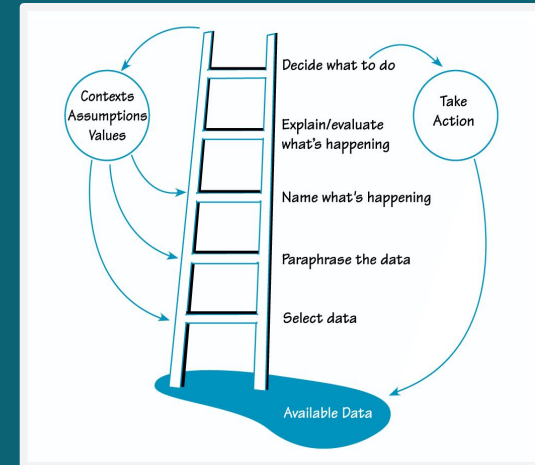 Decide what to do
Contexts
Assumptions
Values
Take
Action
Explain/evaluate
what's happening
Name what's happening
Paraphrase the data
Select data
Available Data